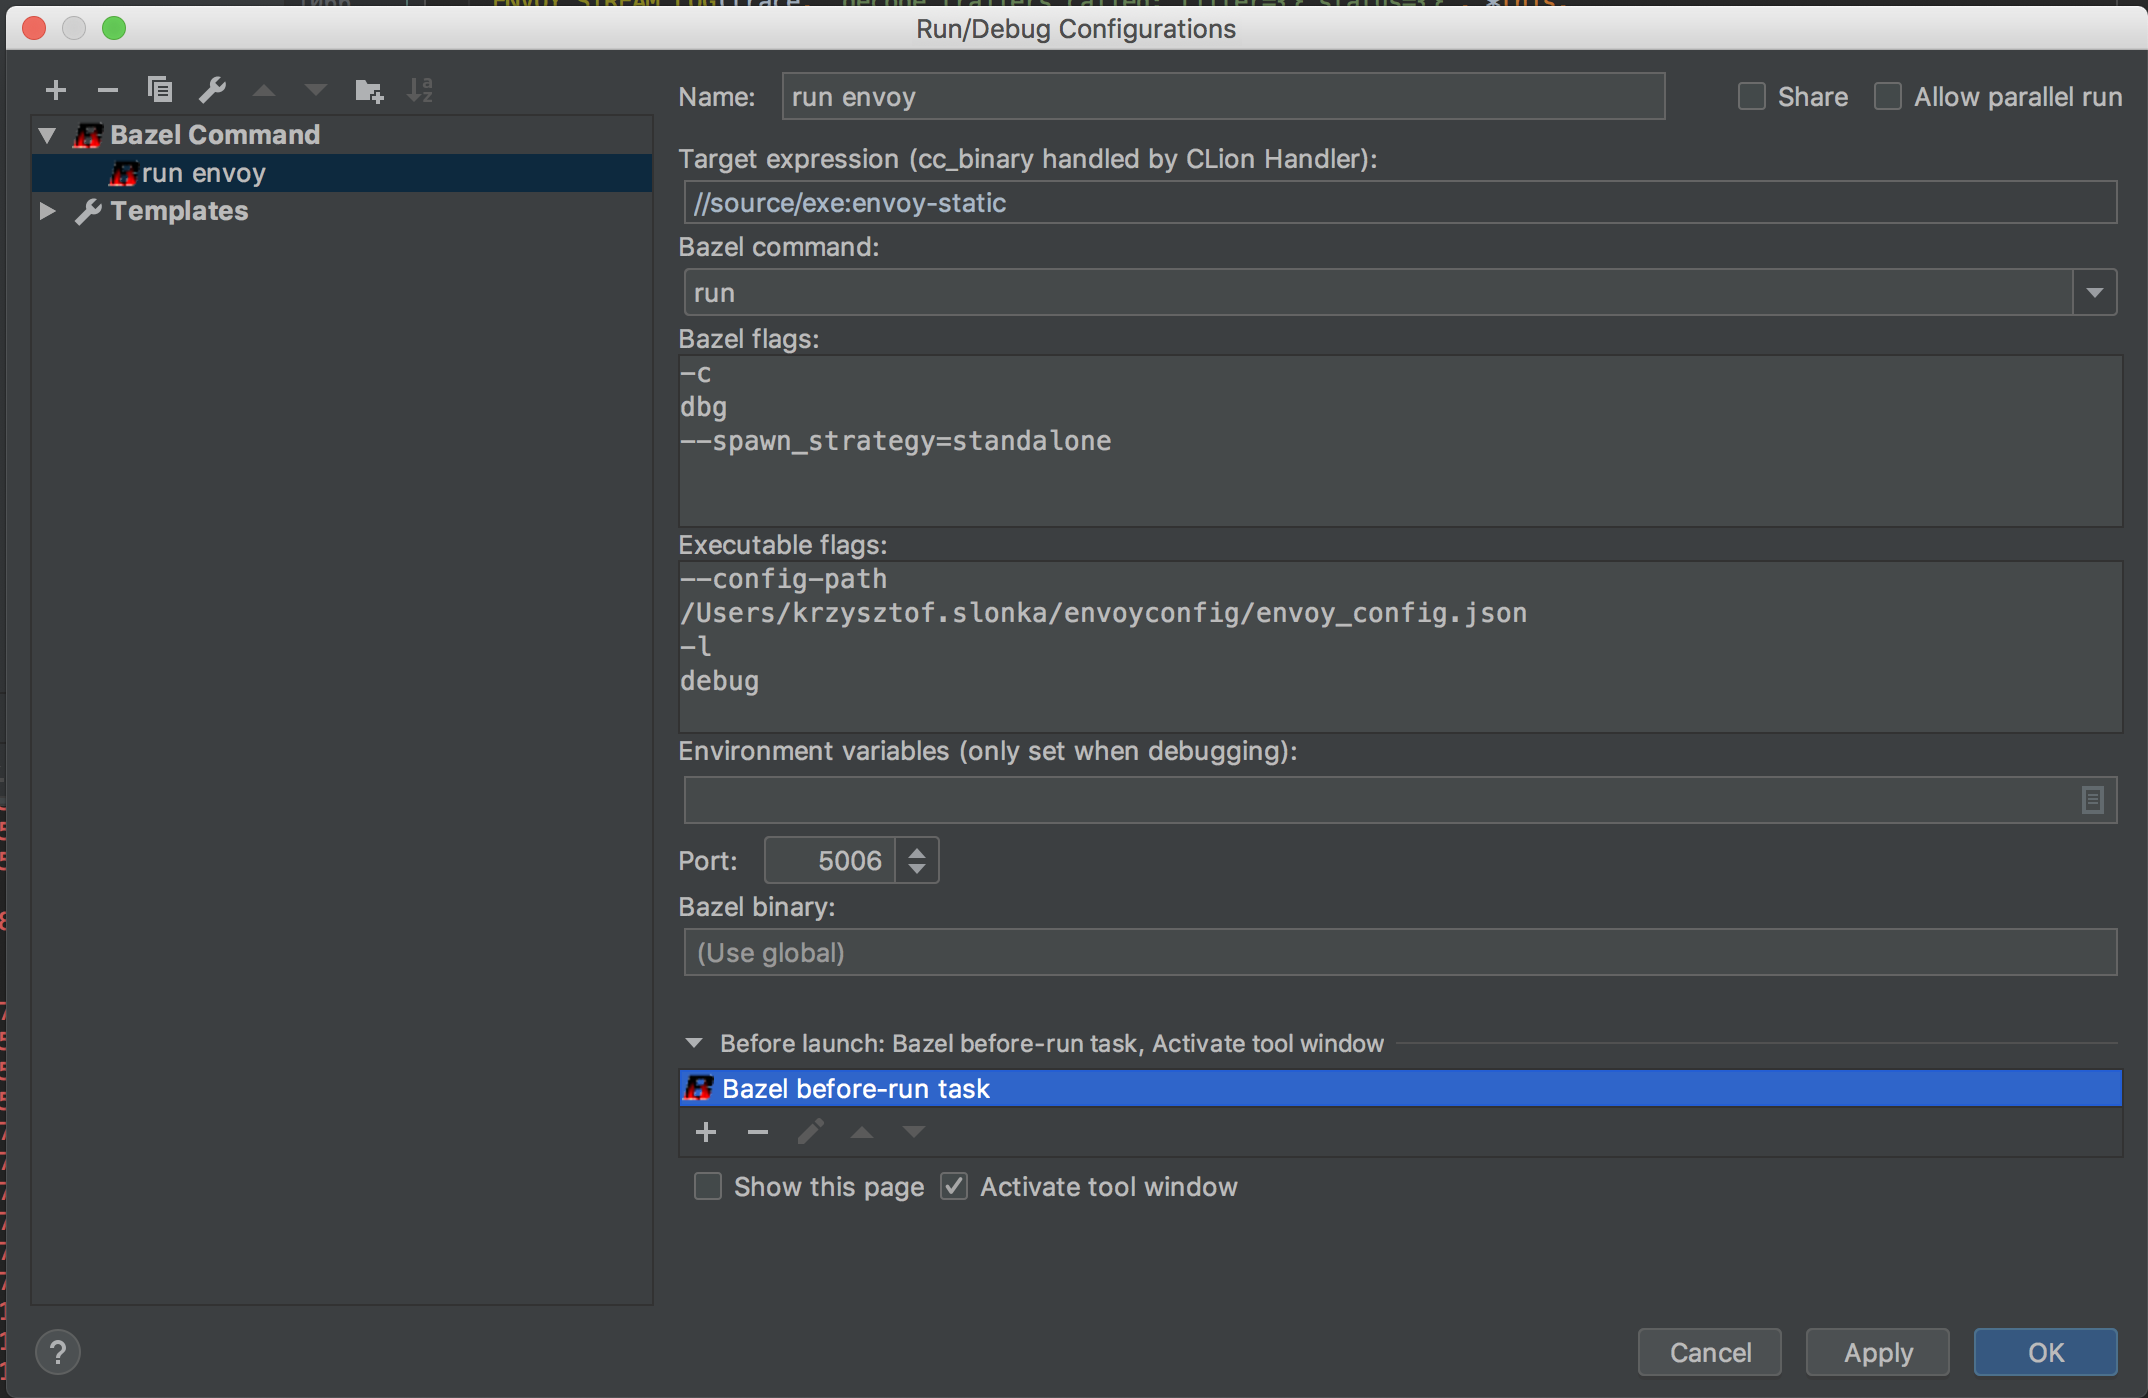 Run/Debug Configurations
Bazel Command
run envoy
Templates
Name: run envoy
Share
Allow parallel run
Target expression (cc_binary handled by CLion Handler):
//source/exe:envoy-static
Bazel command:
run
Bazel flags:
-c
dbg
--spawn_strategy=standalone
Executable flags:
--config-path
/Users/krzysztof.slonka/envoyconfig/envoy_config.json
-l
debug
Environment variables (only set when debugging):
Port: 5006
Bazel binary:
(Use global)
Before launch: Bazel before-run task, Activate tool window
Bazel before-run task
Show this page
Activate tool window
?
Cancel
Apply
OK